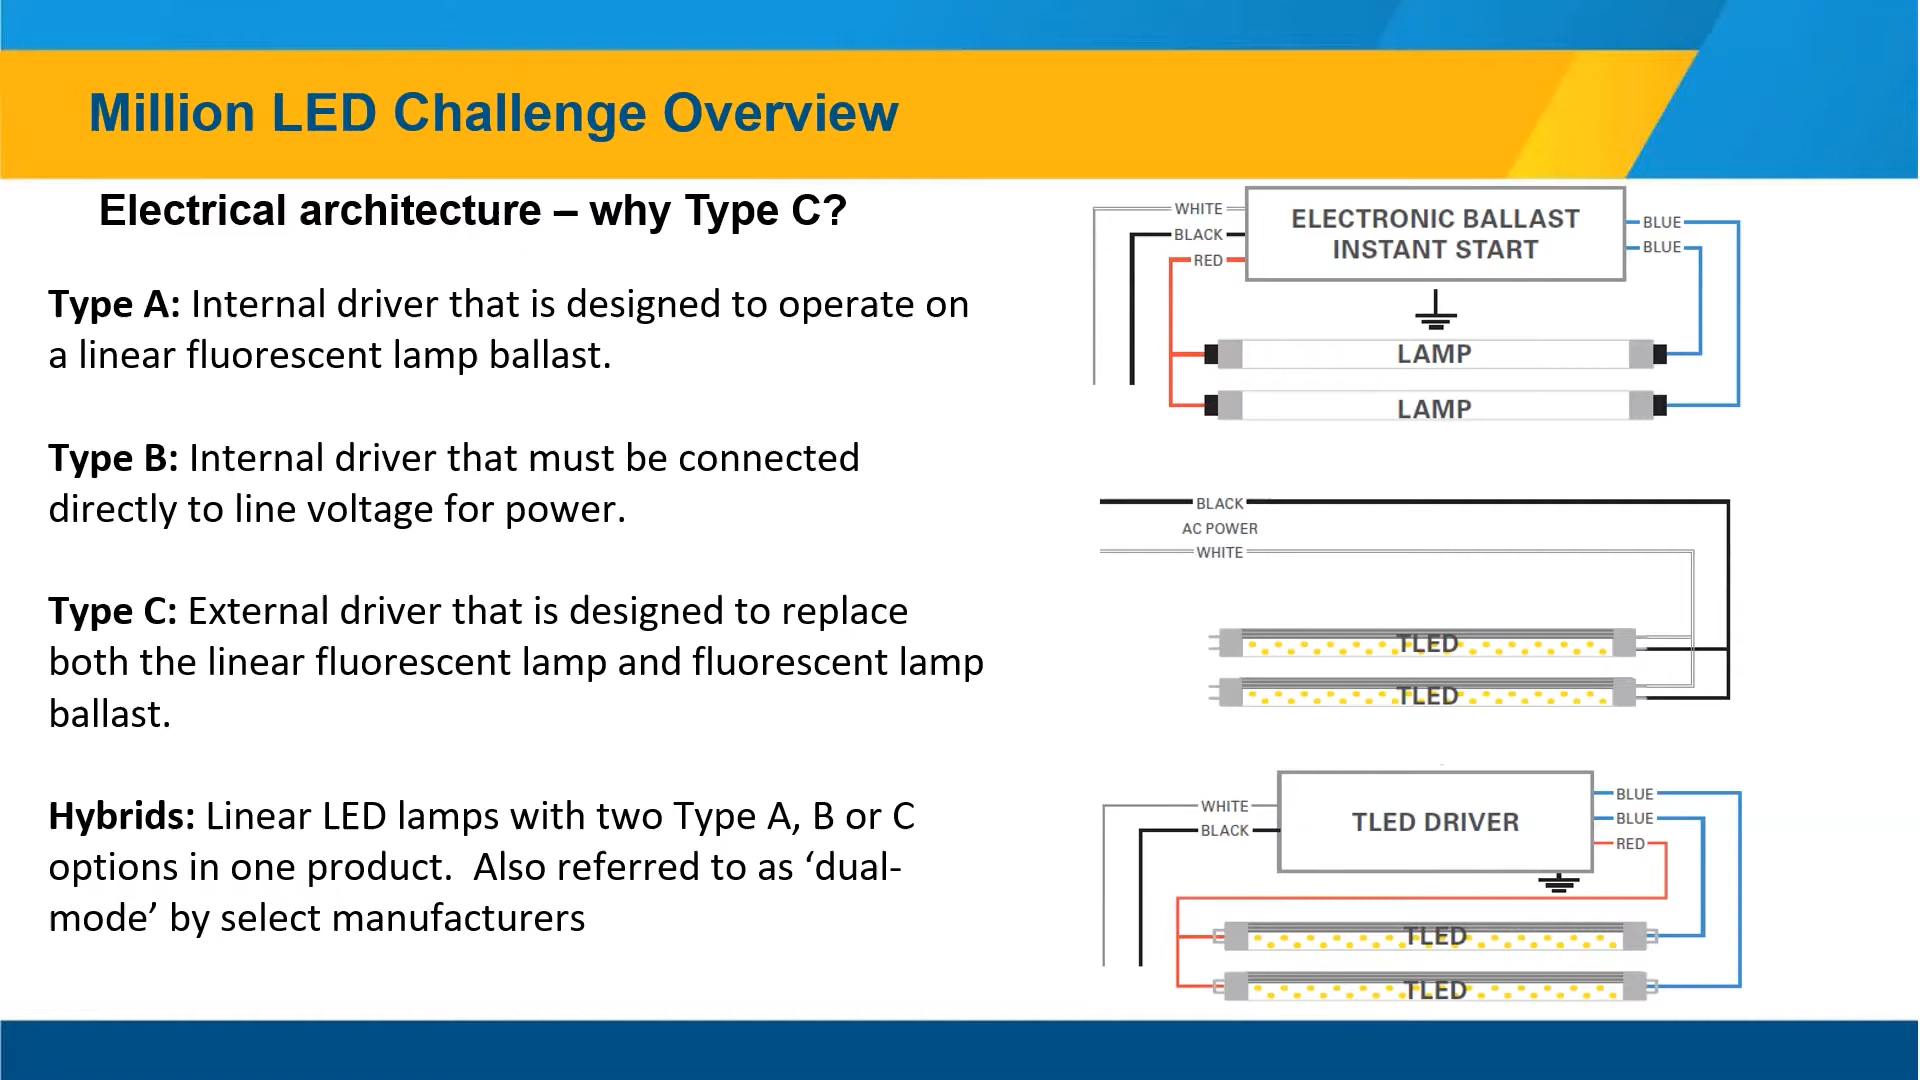 Million LED Challenge Overview
Electrical architecture – why Type C?
Type A: Internal driver that is designed to operate on
a linear fluorescent lamp ballast.
Type B: Internal driver that must be connected
directly to line voltage for power.
Type C: External driver that is designed to replace
both the linear fluorescent lamp and fluorescent lamp
ballast.
Hybrids: Linear LED lamps with two Type A, B or C
options in one product.  Also referred to as ‘dual-
mode’ by select manufacturers
WHITE
BLACK
RED
ELECTRONIC BALLAST
INSTANT START
BLUE
BLUE
LAMP
LAMP
BLACK
AC POWER
WHITE
TLED
TLED
WHITE
BLACK
TLED DRIVER
BLUE
BLUE
RED
TLED
TLED